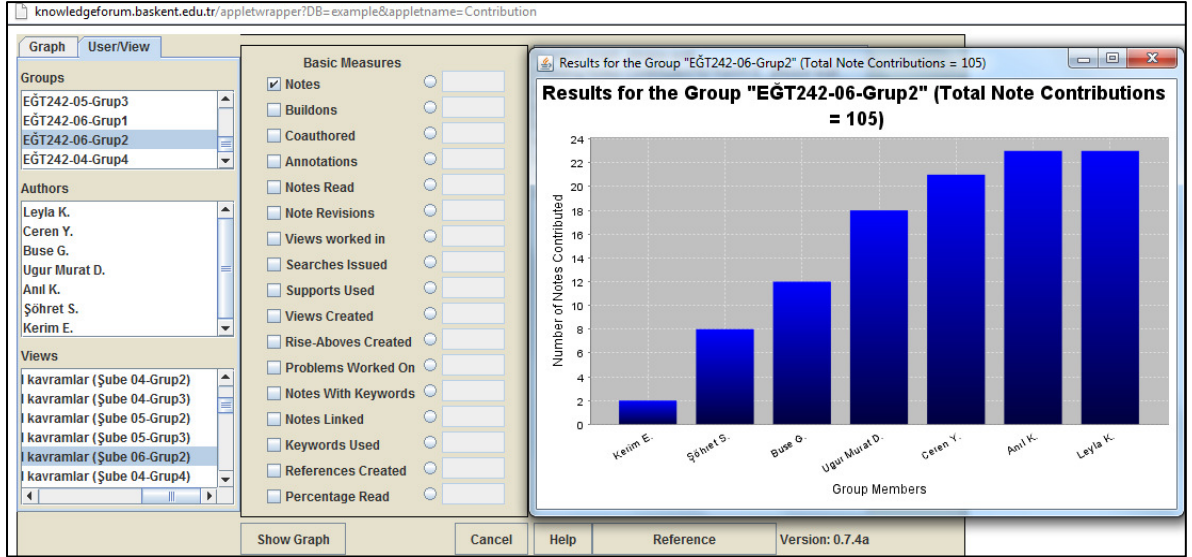 knowledgeforum.baskent.edu.tr/appletwrapper?DB=example&appletname=Contribution
Graph
User/View
Groups
EĞT242-05-Grup3
EĞT242-06-Grup1
EĞT242-06-Grup2
EĞT242-04-Grup4
Authors
Leyla K.
Ceren Y.
Buse G.
Ugur Murat D.
Anıl K.
Şöhret S.
Kerim E.
Views
l kavramlar (Şube 04-Grup2)
l kavramlar (Şube 04-Grup3)
l kavramlar (Şube 05-Grup2)
l kavramlar (Şube 05-Grup3)
l kavramlar (Şube 06-Grup2)
l kavramlar (Şube 04-Grup4)
Basic Measures
Notes
Buildons
Coauthored
Annotations
Notes Read
Note Revisions
Views worked in
Searches Issued
Supports Used
Views Created
Rise-Aboves Created
Problems Worked On
Notes With Keywords
Notes Linked
Keywords Used
References Created
Percentage Read
Results for the Group "EĞT242-06-Grup2" (Total Note Contributions = 105)
Results for the Group "EĞT242-06-Grup2" (Total Note Contributions
= 105)
Number of Notes Contributed
24
22
20
18
16
14
12
10
8
6
4
2
0
Kerim E.
Şöhret S.
Buse G.
Ugur Murat D.
Ceren Y.
Anıl K.
Leyla K.
Group Members
Show Graph
Cancel
Help
Reference
Version: 0.7.4a